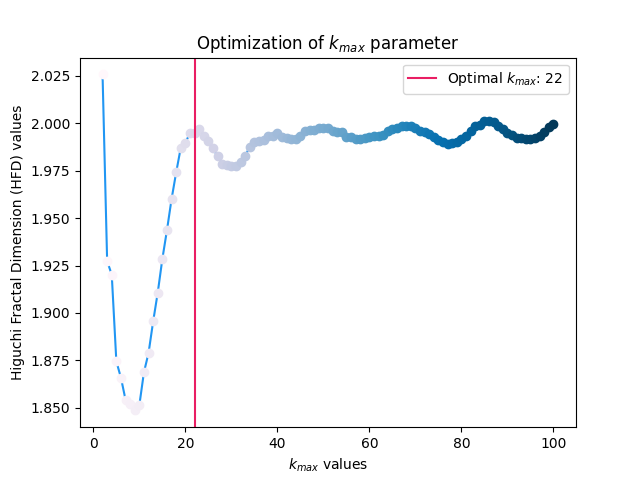 Optimization of k_max parameter
Optimal k_max: 22
Higuchi Fractal Dimension (HFD) values
2.025
2.000
1.975
1.950
1.925
1.900
1.875
1.850
0 20 40 60 80 100
k_max values